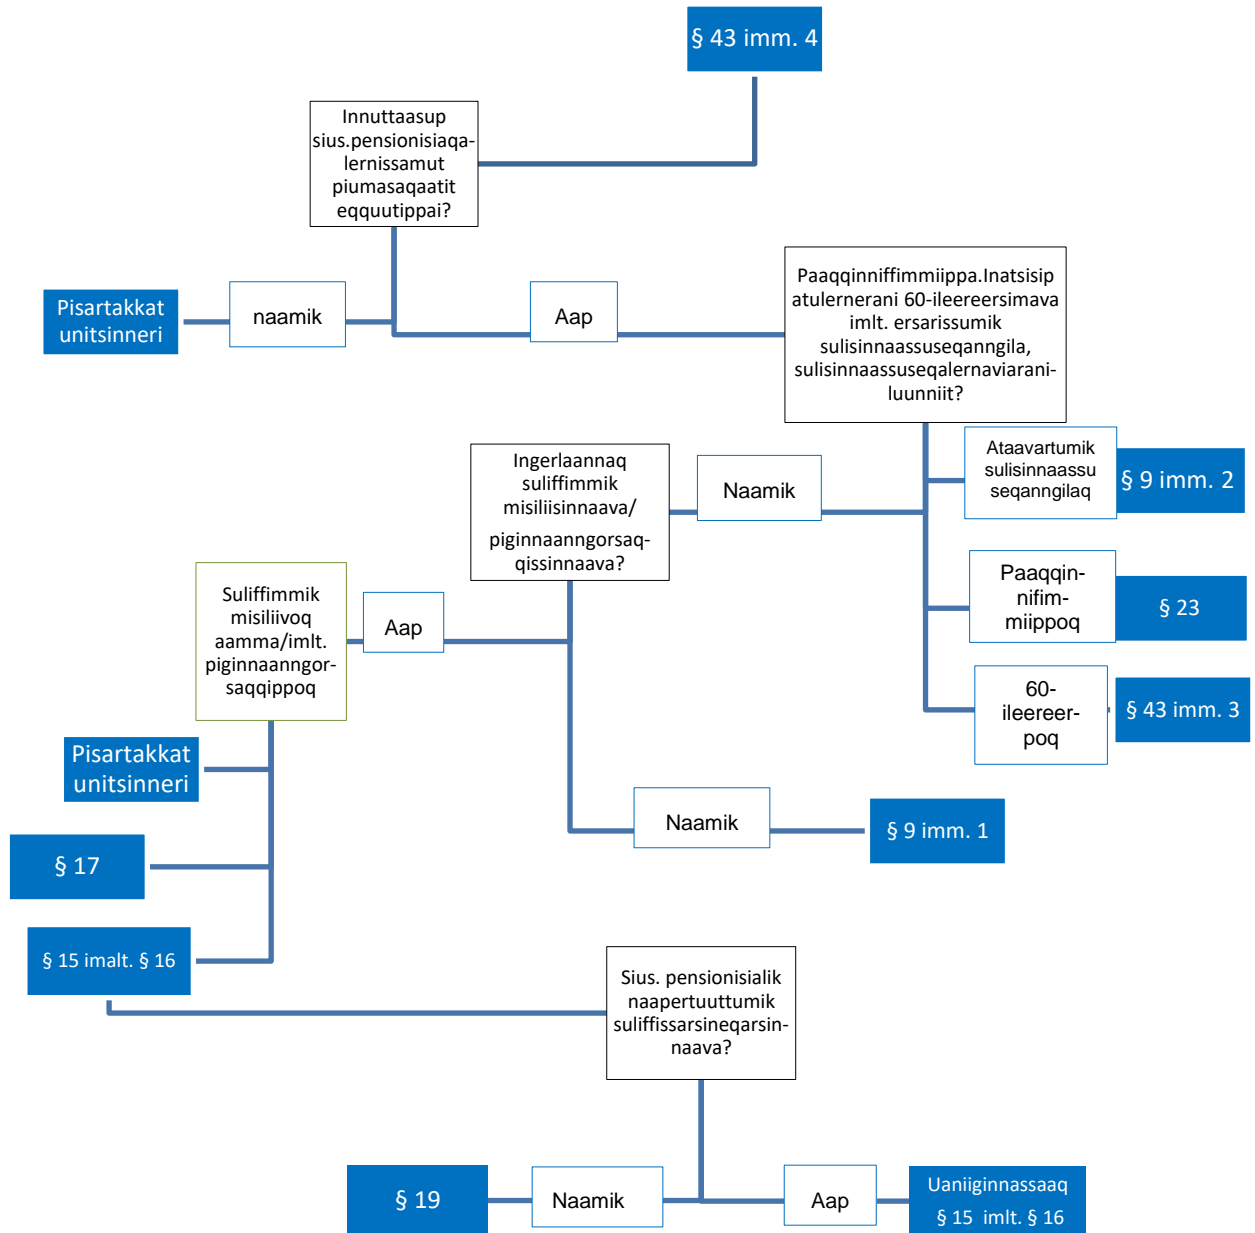 § 43 imm. 4
Innuttaasup
sius.pensionisiaqa-
lernissamut
piumasaqaatit
eqquutippai?
Pisartakkat
unitsinneri
naamik
Aap
Paaqqinniffimmiippa.Inatsisip
atulernerani 60-ileereersimava
imlt. ersarissumik
sulisinnaassuseqanngila,
sulisinnaassuseqalernaviarani-
luunniit?
Ataavartumik
sulisinnaassu
seqanngilaq
§ 9 imm. 2
Ingerlaannaq
suliffimmik
misiliisinnaava/
piginnaanngorsaq-
qissinnaava?
Naamik
Paaqqin-
nifim-
miippoq
§ 23
Suliffimmik
misiliivoq
aamma/imlt.
piginnaanngor-
saqqippoq
Aap
60-
ileereer-
poq
§ 43 imm. 3
Pisartakkat
unitsinneri
Naamik
§ 9 imm. 1
§ 17
§ 15 imalt. § 16
Sius. pensionisialik
naapertuuttumik
suliffissarsineqarsin-
naava?
§ 19
Naamik
Aap
Uaniiginnassaaq
§ 15 imlt. § 16